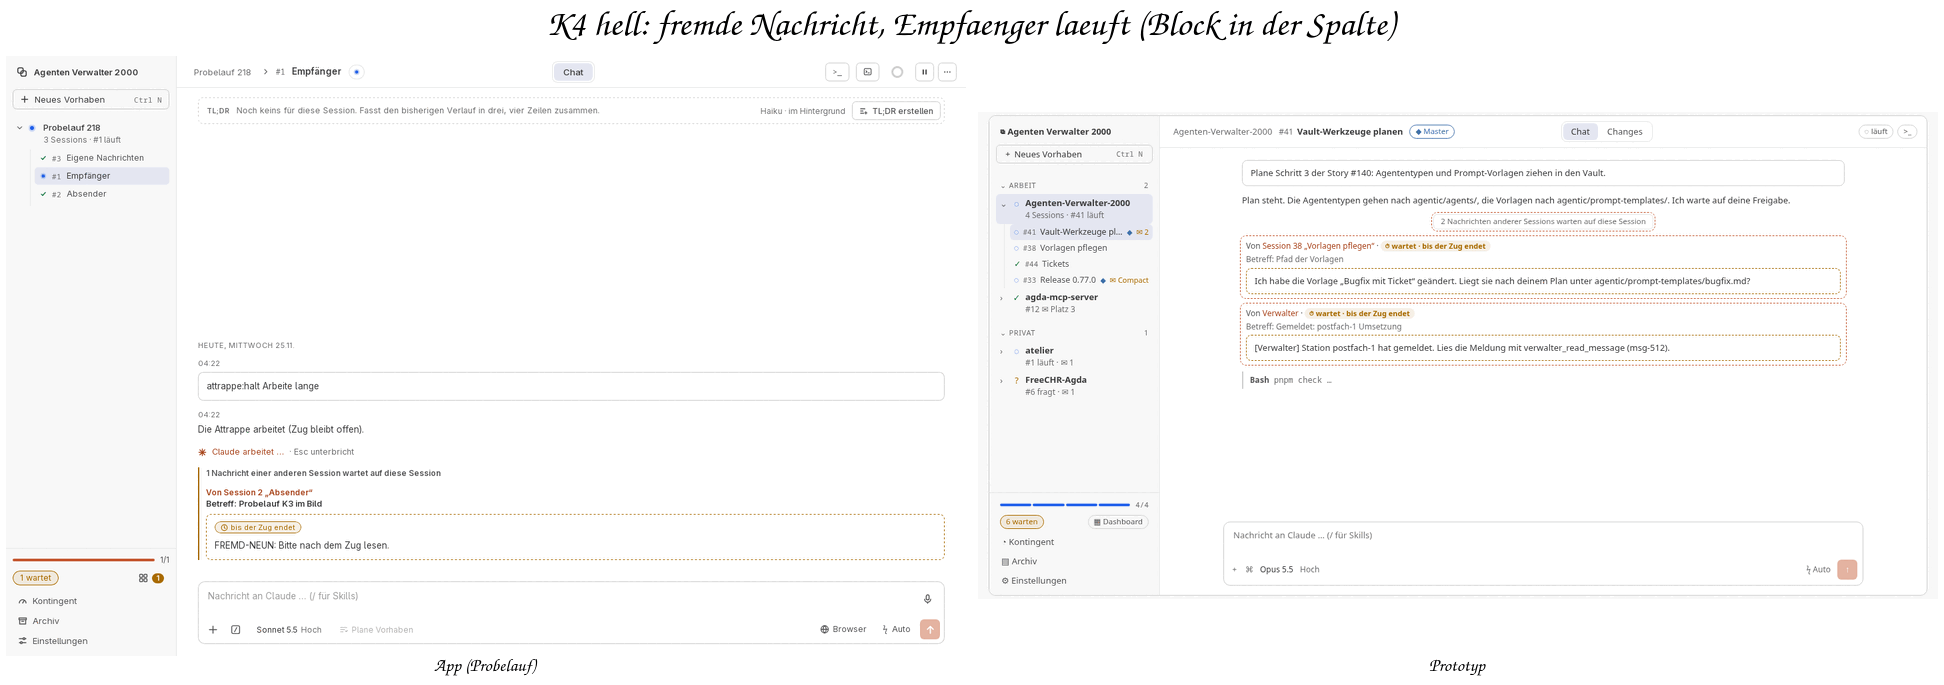 K4 hell: fremde Nachricht, Empfaenger laeuft (Block in der Spalte)
Agenten Verwalter 2000
Neues Vorhaben Ctrl N
Probelauf 218
3 Sessions · #1 läuft
#3 Eigene Nachrichten
#1 Empfänger
#2 Absender
1/1
1 wartet 1
Kontingent
Archiv
Einstellungen
Probelauf 218 › #1 Empfänger
Chat
TL;DR Noch keins für diese Session. Fasst den bisherigen Verlauf in drei, vier Zeilen zusammen. Haiku · im Hintergrund TL;DR erstellen
HEUTE, MITTWOCH 25 11.
04:22
attrappe:halt Arbeite lange
04:22
Die Attrappe arbeitet (Zug bleibt offen).
Claude arbeitet … · Esc unterbricht
1 Nachricht einer anderen Session wartet auf diese Session
Von Session 2 „Absender“
Betreff: Probelauf K3 im Bild
bis der Zug endet
FREMD-NEUN: Bitte nach dem Zug lesen.
Nachricht an Claude … (/ für Skills)
Sonnet 5.5 Hoch Plane Vorhaben Browser Auto
App (Probelauf)
Agenten Verwalter 2000
+ Neues Vorhaben Ctrl N
ARBEIT 2
Agenten-Verwalter-2000
4 Sessions · #41 läuft
#41 Vault-Werkzeuge pl… ◆ ✉ 2
#38 Vorlagen pflegen
✓ #44 Tickets
#33 Release 0.77.0 ◆ ✉ Compact
› ✓ agda-mcp-server
#12 ✉ Platz 3
PRIVAT 1
› atelier
#1 läuft · ✉ 1
› ? FreeCHR-Agda
#6 fragt · ✉ 1
4/4
6 warten Dashboard
Kontingent
Archiv
Einstellungen
Agenten-Verwalter-2000 #41 Vault-Werkzeuge planen ◆ Master
Chat Changes
läuft >_
Plane Schritt 3 der Story #140: Agententypen und Prompt-Vorlagen ziehen in den Vault.
Plan steht. Die Agententypen gehen nach agentic/agents/, die Vorlagen nach agentic/prompt-templates/. Ich warte auf deine Freigabe.
2 Nachrichten anderer Sessions warten auf diese Session
Von Session 38 „Vorlagen pflegen“ · wartet · bis der Zug endet
Betreff: Pfad der Vorlagen
Ich habe die Vorlage „Bugfix mit Ticket“ geändert. Liegt sie nach deinem Plan unter agentic/prompt-templates/bugfix.md?
Von Verwalter · wartet · bis der Zug endet
Betreff: Gemeldet: postfach-1 Umsetzung
[Verwalter] Station postfach-1 hat gemeldet. Lies die Meldung mit verwalter_read_message (msg-512).
Bash pnpm check …
Nachricht an Claude … (/ für Skills)
+ ⌘ Opus 5.5 Hoch Auto ↑
Prototyp